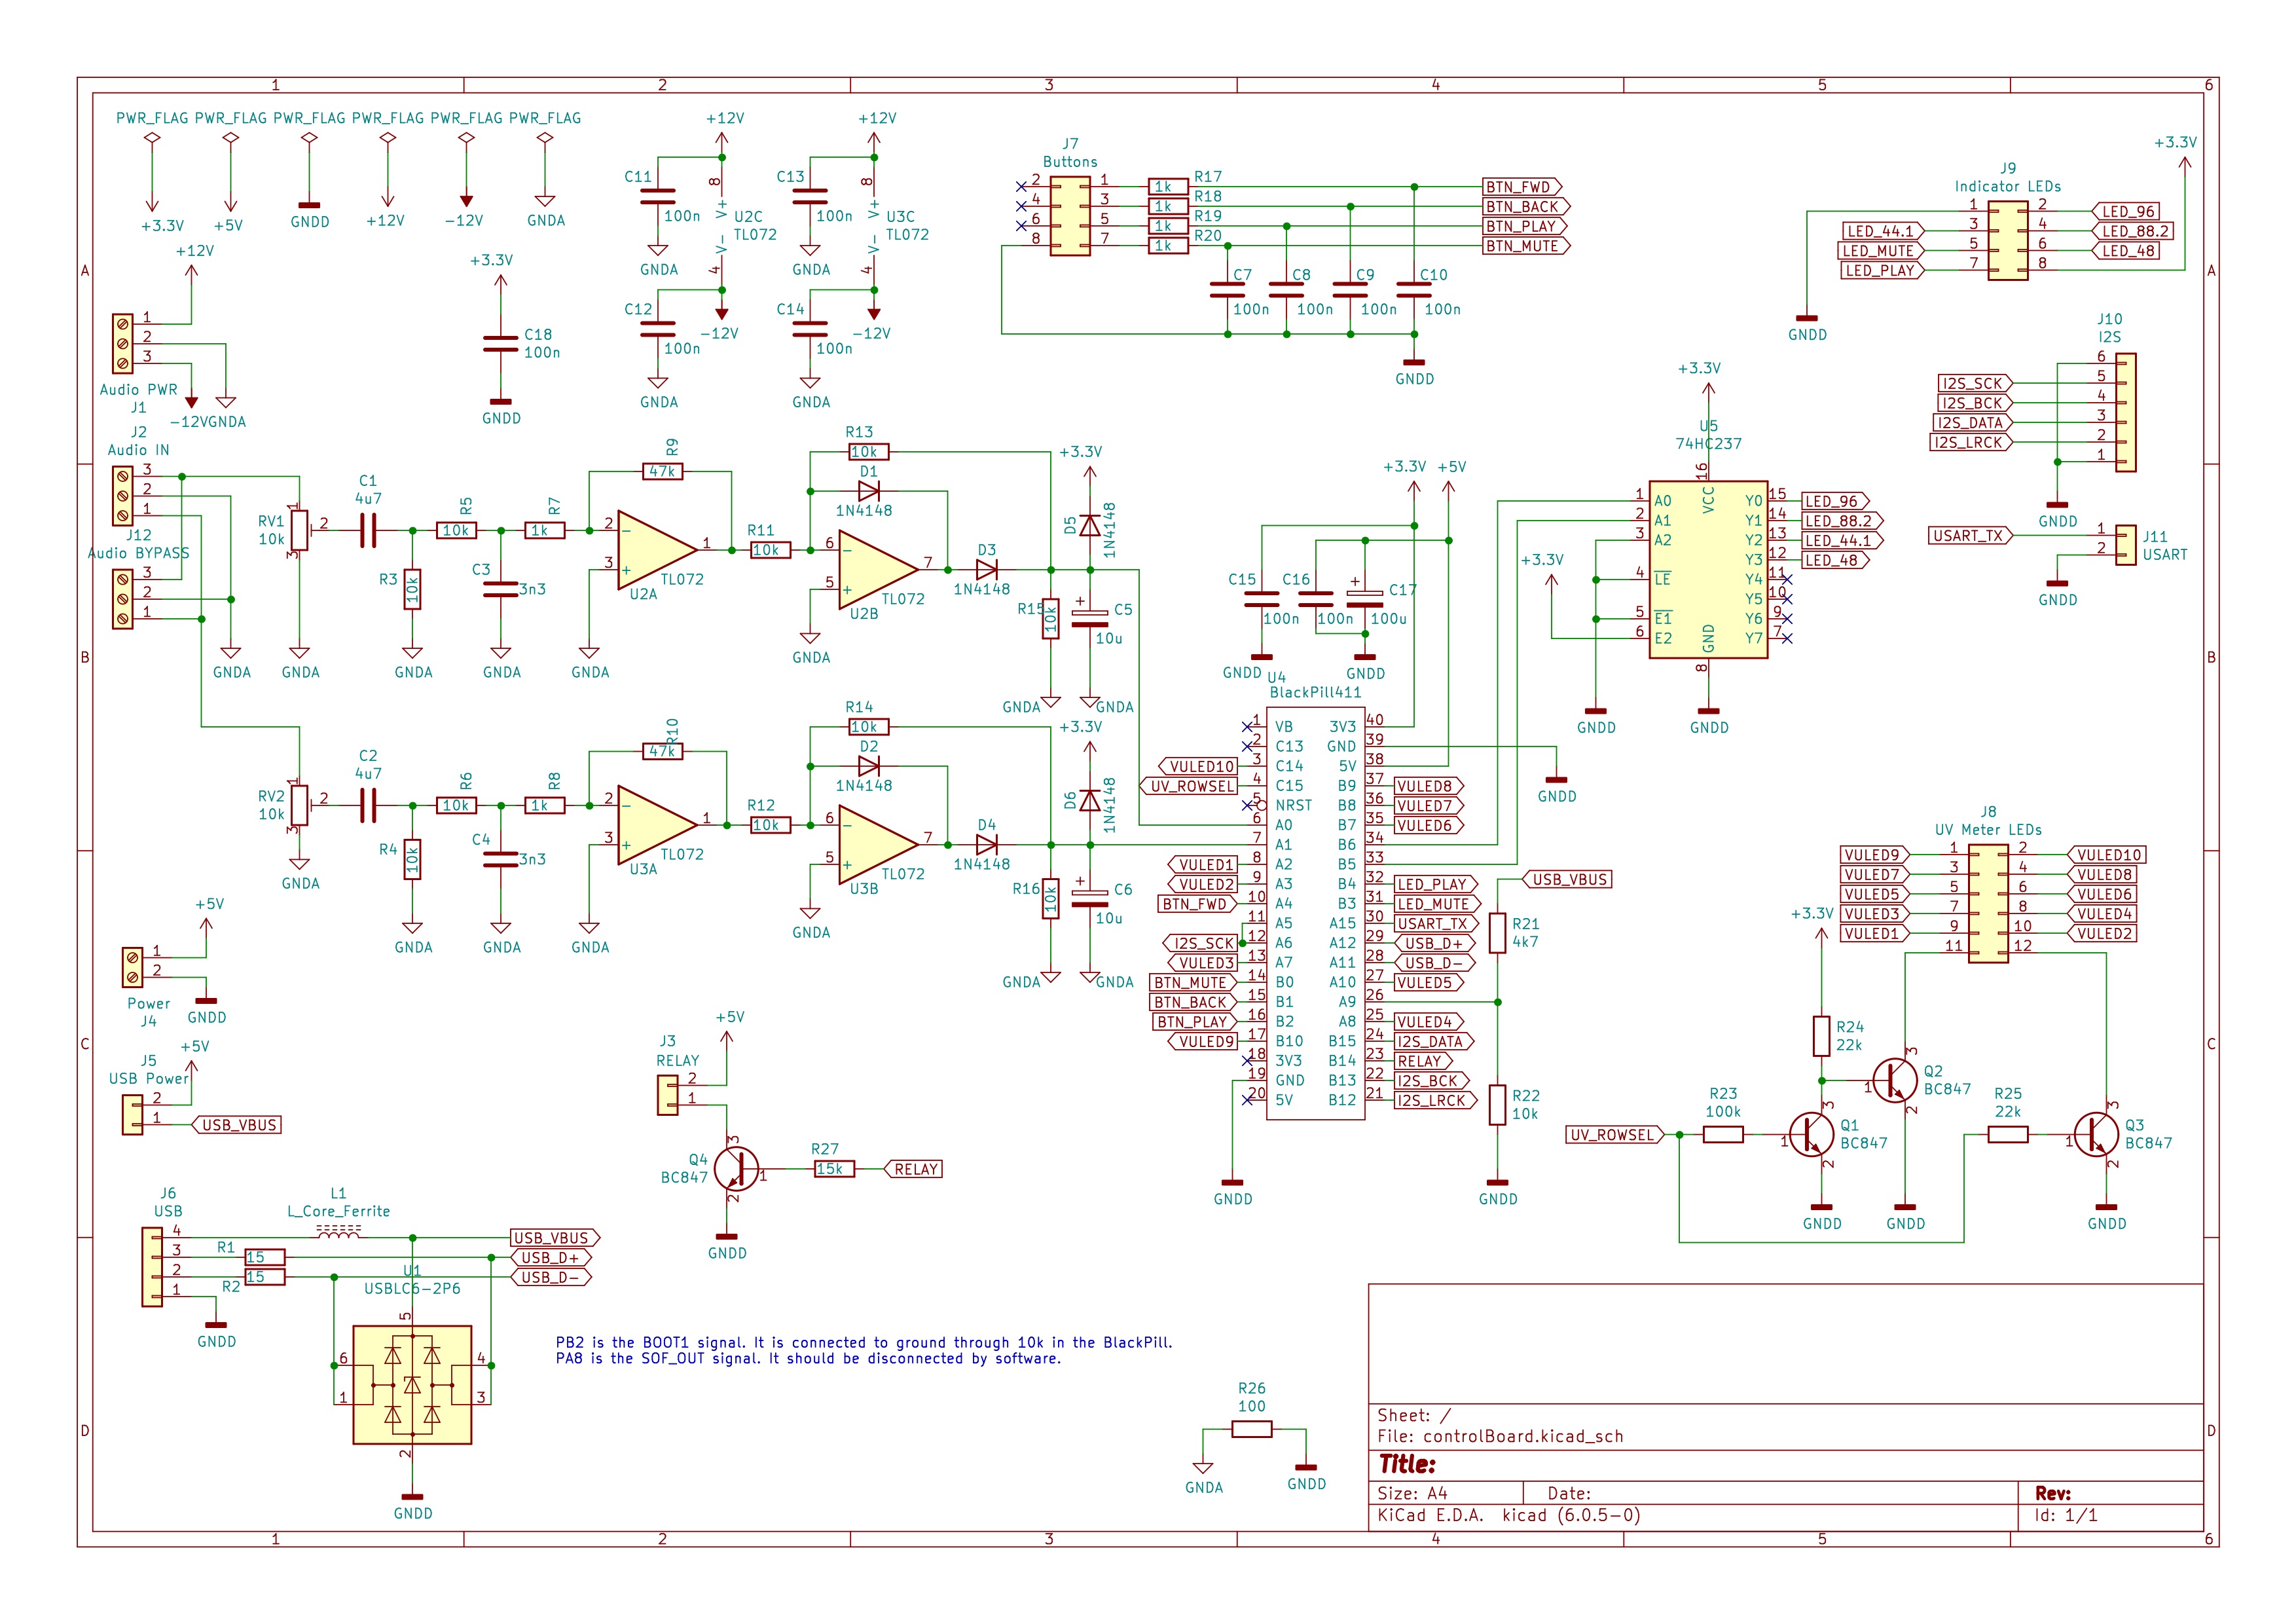 1 2 3 4 5 6
PWR_FLAG PWR_FLAG PWR_FLAG PWR_FLAG PWR_FLAG PWR_FLAG
+3.3V +5V GNDD +12V -12V GNDA
+12V
1
2
3
Audio PWR
J1
-12V GNDA
+3.3V
C18
100n
GNDD
+12V
C11
100n
GNDA
8
V+
U2C
TL072
V-
4
C12
100n
-12V
GNDA
+12V
C13
100n
GNDA
8
V+
U3C
TL072
V-
4
C14
100n
-12V
GNDA
J7
Buttons
2 1 1k R17 BTN_FWD
4 3 1k R18 BTN_BACK
6 5 1k R19 BTN_PLAY
8 7 1k R20 BTN_MUTE
C7 C8 C9 C10
100n 100n 100n 100n
GNDD
+3.3V
J9
Indicator LEDs
1 2 LED_96
LED_44.1 3 4 LED_88.2
LED_MUTE 5 6 LED_48
LED_PLAY 7 8
GNDD
J10
I2S
6
I2S_SCK 5
I2S_BCK 4
I2S_DATA 3
I2S_LRCK 2
1
GNDD
USART_TX 1 J11
2 USART
GNDD
A A
J2
Audio IN
3
2
1
J12
Audio BYPASS
3
2
1
GNDA
RV1
10k
1
2
3
GNDA
C1
4u7
R3
10k
GNDA
R5
10k
C3
3n3
GNDA
R7
1k
R9
47k
2
3
1
−
+
TL072
U2A
GNDA
R11
10k
R13
10k
D1
1N4148
6
5
7
−
+
TL072
U2B
GNDA
D3
1N4148
+3.3V
D5
1N4148
R15
10k
C5
+
10u
GNDA GNDA
B B
RV2
10k
1
2
3
GNDA
C2
4u7
R4
10k
GNDA
R6
10k
C4
3n3
GNDA
R8
1k
R10
47k
2
3
1
−
+
TL072
U3A
GNDA
R12
10k
R14
10k
D2
1N4148
6
5
7
−
+
TL072
U3B
GNDA
D4
1N4148
+3.3V
D6
1N4148
R16
10k
C6
+
10u
GNDA GNDA
+3.3V +5V
C15 C16 + C17
100n 100n 100u
GNDD GNDD
U4
BlackPill411
1 VB 3V3 40
2 C13 GND 39
VULED10 3 C14 5V 38
UV_ROWSEL 4 C15 B9 37 VULED8
5 NRST B8 36 VULED7
6 A0 B7 35 VULED6
7 A1 B6 34
VULED1 8 A2 B5 33
VULED2 9 A3 B4 32 LED_PLAY
BTN_FWD 10 A4 B3 31 LED_MUTE
11 A5 A15 30 USART_TX
I2S_SCK 12 A6 A12 29 USB_D+
VULED3 13 A7 A11 28 USB_D-
BTN_MUTE 14 B0 A10 27 VULED5
BTN_BACK 15 B1 A9 26
BTN_PLAY 16 B2 A8 25 VULED4
VULED9 17 B10 B15 24 I2S_DATA
18 3V3 B14 23 RELAY
19 GND B13 22 I2S_BCK
20 5V B12 21 I2S_LRCK
GNDD
GNDD
USB_VBUS
R21
4k7
R22
10k
GNDD
+3.3V
U5
74HC237
16
VCC
1 A0 Y0 15 LED_96
2 A1 Y1 14 LED_88.2
3 A2 Y2 13 LED_44.1
Y3 12 LED_48
4 LE Y4 11
Y5 10
5 E1 Y6 9
6 E2 Y7 7
GND
8
+3.3V
GNDD GNDD
J8
UV Meter LEDs
VULED9 1 2 VULED10
VULED7 3 4 VULED8
VULED5 5 6 VULED6
VULED3 7 8 VULED4
VULED1 9 10 VULED2
11 12
+3.3V
R24
22k
UV_ROWSEL
R23
100k
1
2
3
Q1
BC847
GNDD
1
2
3
Q2
BC847
GNDD
R25
22k
1
2
3
Q3
BC847
GNDD
+5V
1
2
Power
J4
GNDD
+5V
J5
USB Power
2
1 USB_VBUS
C C
+5V
J3
RELAY
2
1
Q4
BC847
3
1
2
R27
15k
RELAY
GNDD
J6
USB
4
3
2
1
GNDD
L1
L_Core_Ferrite
R1 15
R2 15
USB_VBUS
USB_D+
USB_D-
U1
USBLC6-2P6
5
6 4
1 3
2
GNDD
PB2 is the BOOT1 signal. It is connected to ground through 10k in the BlackPill.
PA8 is the SOF_OUT signal. It should be disconnected by software.
R26
100
GNDA GNDD
D D
Sheet: /
File: controlBoard.kicad_sch
Title:
Size: A4 Date: Rev:
KiCad E.D.A. kicad (6.0.5-0) Id: 1/1
1 2 3 4 5 6